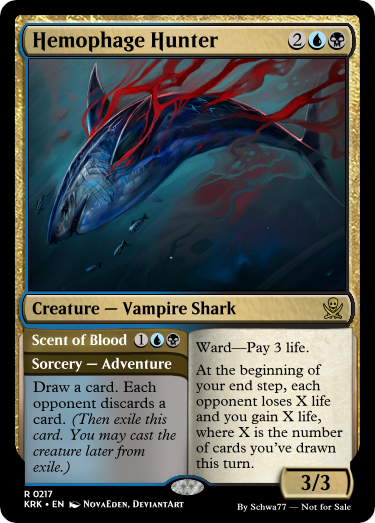 Hemophage Hunter 2
Creature — Vampire Shark
Scent of Blood 1
Sorcery — Adventure
Draw a card. Each
opponent discards a
card. (Then exile this
card. You may cast the
creature later from
exile.)
Ward—Pay 3 life.
At the beginning of
your end step, each
opponent loses X life
and you gain X life,
where X is the number
of cards you've drawn
this turn.
3/3
R 0217
KRK • EN NovaEden, DeviantArt
By Schwa77 — Not for Sale